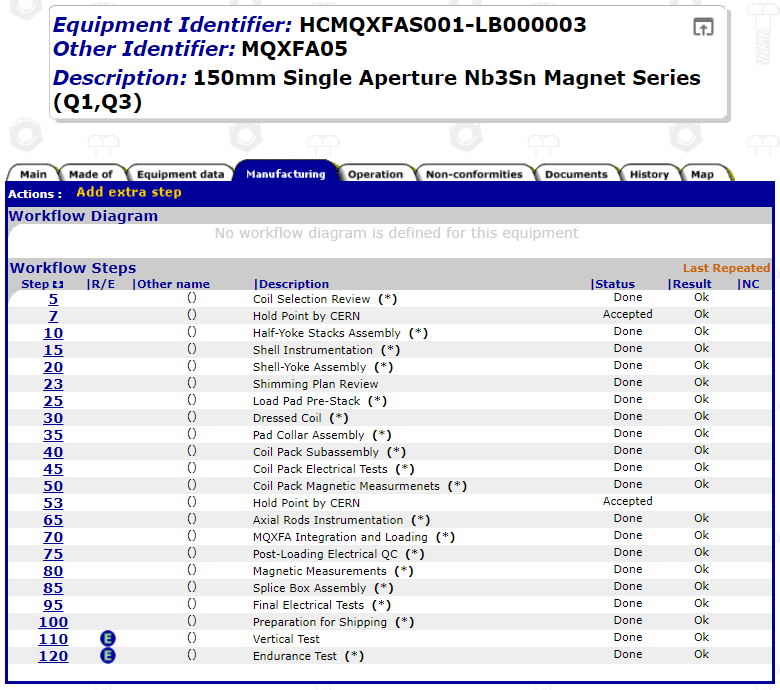 Equipment Identifier: HCMQXFAS001-LB000003
Other Identifier: MQXFA05
Description: 150mm Single Aperture Nb3Sn Magnet Series
(Q1,Q3)
Main Made of Equipment data Manufacturing Operation Non-conformities Documents History Map
Actions : Add extra step
Workflow Diagram
No workflow diagram is defined for this equipment
Workflow Steps Last Repeated
Step |R/E |Other name |Description |Status |Result |NC
5 () Coil Selection Review (*) Done Ok
7 () Hold Point by CERN Accepted Ok
10 () Half-Yoke Stacks Assembly (*) Done Ok
15 () Shell Instrumentation (*) Done Ok
20 () Shell-Yoke Assembly (*) Done Ok
23 () Shimming Plan Review Done Ok
25 () Load Pad Pre-Stack (*) Done Ok
30 () Dressed Coil (*) Done Ok
35 () Pad Collar Assembly (*) Done Ok
40 () Coil Pack Subassembly (*) Done Ok
45 () Coil Pack Electrical Tests (*) Done Ok
50 () Coil Pack Magnetic Measurmenets (*) Done Ok
53 () Hold Point by CERN Accepted
65 () Axial Rods Instrumentation (*) Done Ok
70 () MQXFA Integration and Loading (*) Done Ok
75 () Post-Loading Electrical QC (*) Done Ok
80 () Magnetic Measurements (*) Done Ok
85 () Splice Box Assembly (*) Done Ok
95 () Final Electrical Tests (*) Done Ok
100 () Preparation for Shipping (*) Done Ok
110 E () Vertical Test Done Ok
120 E () Endurance Test (*) Done Ok